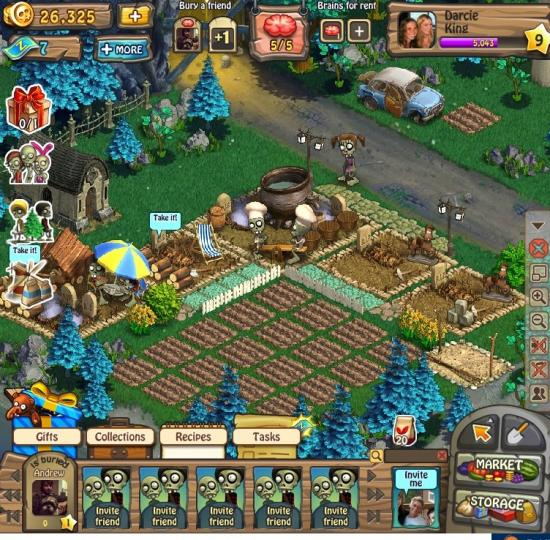 Bury a friend
Brains for rent
26.325
+1
5/5
Darcie
King
5,043
9
7
+ MORE
0/1
Take it!
Take it!
20
Gifts
Collections
Recipes
Tasks
is buried
Andrew
0
1
Invite
friend
Invite
friend
Invite
friend
Invite
friend
Invite
friend
Invite
me
MARKET
STORAGE